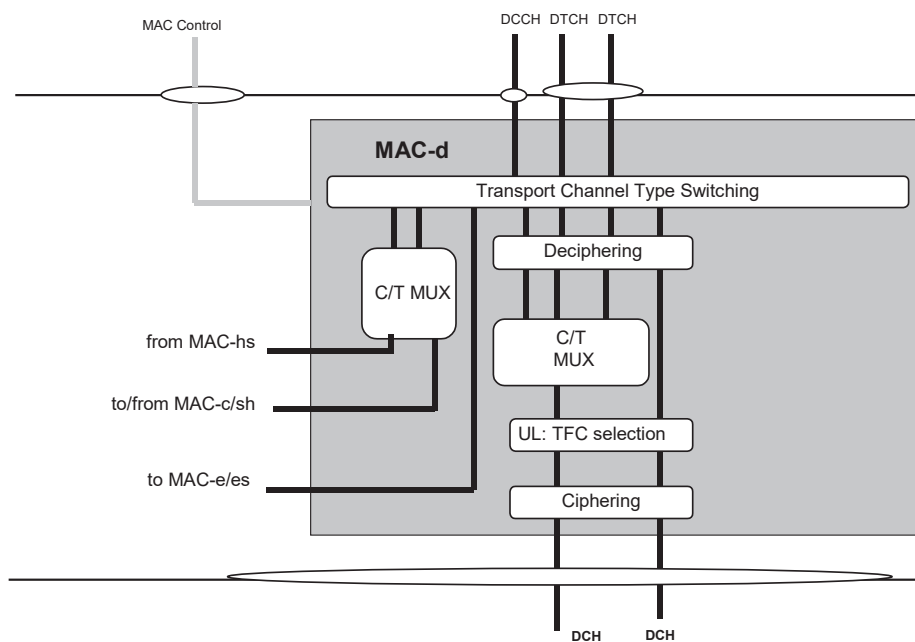 MAC Control
DCCH DTCH DTCH
MAC-d
Transport Channel Type Switching
Deciphering
C/T MUX
from MAC-hs
C/T
MUX
to/from MAC-c/sh
UL: TFC selection
to MAC-e/es
Ciphering
DCH DCH